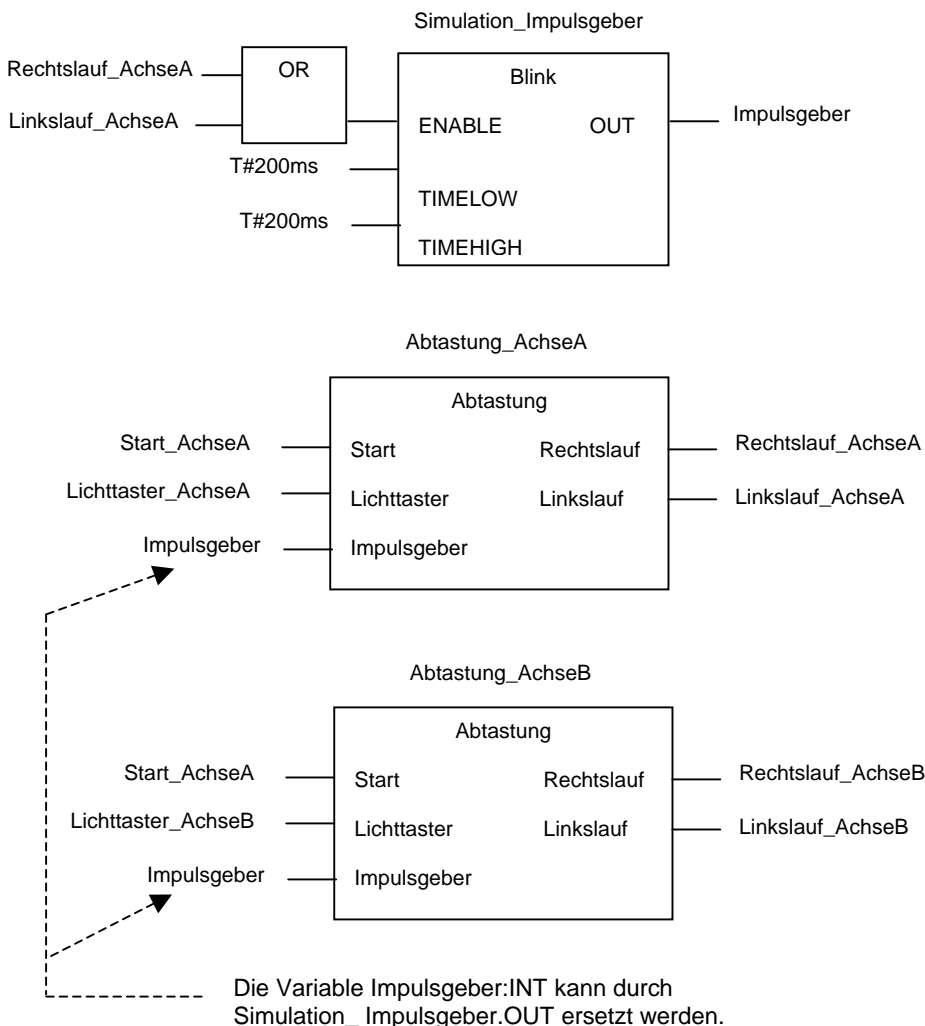 Simulation_Impulsgeber
Rechtslauf_AchseA
OR
Blink
Linkslauf_AchseA
ENABLE
OUT
Impulsgeber
T#200ms
TIMELOW
T#200ms
TIMEHIGH
Abtastung_AchseA
Abtastung
Start_AchseA
Start
Rechtslauf
Rechtslauf_AchseA
Lichttaster_AchseA
Lichttaster
Linkslauf
Linkslauf_AchseA
Impulsgeber
Impulsgeber
Abtastung_AchseB
Abtastung
Start_AchseA
Start
Rechtslauf
Rechtslauf_AchseB
Lichttaster_AchseB
Lichttaster
Linkslauf
Linkslauf_AchseB
Impulsgeber
Impulsgeber
Die Variable Impulsgeber:INT kann durch
Simulation_ Impulsgeber.OUT ersetzt werden.